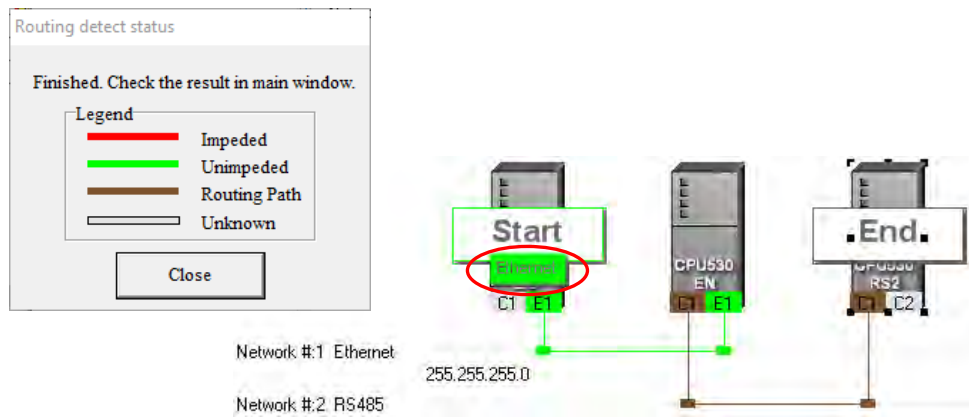 Routing detect status
Finished. Check the result in main window.
Legend
Impeded
Unimpeded
Routing Path
Unknown
Close
Start
Ethernet
C1 E1
CPU530
EN
C1 E1
End
CPU530
RS2
C1 C2
Network #:1 Ethernet
255.255.255.0
Network #:2 RS485